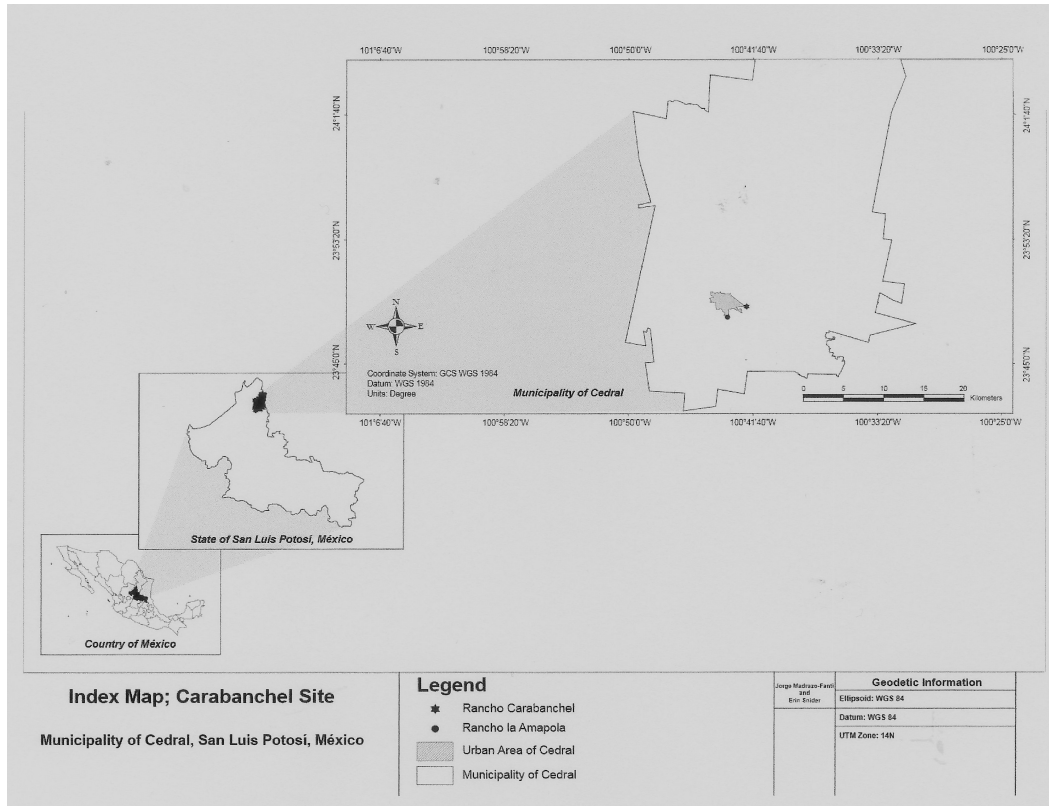 101°6'40"W 100°58'20"W 100°50'0"W 100°41'40"W 100°33'20"W 100°25'0"W
24°1'40"N 24°1'40"N
23°53'20"N 23°53'20"N
N
W E
S
23°45'0"N
Coordinate System: GCS WGS 1984
Datum: WGS 1984
Units: Degree
Municipality of Cedral
0 5 10 15 20
Kilometers
101°6'40"W 100°50'0"W 100°41'40"W 100°33'20"W 100°25'0"W
State of San Luis Potosí, México
Country of México
Index Map; Carabanchel Site
Municipality of Cedral, San Luis Potosí, México
Legend
Rancho Carabanchel
Rancho la Amapola
Urban Area of Cedral
Municipality of Cedral
Jorge Madrazo-Fanti
and
Erin Snider
Geodetic Information
Ellipsoid: WGS 84
Datum: WGS 84
UTM Zone: 14N